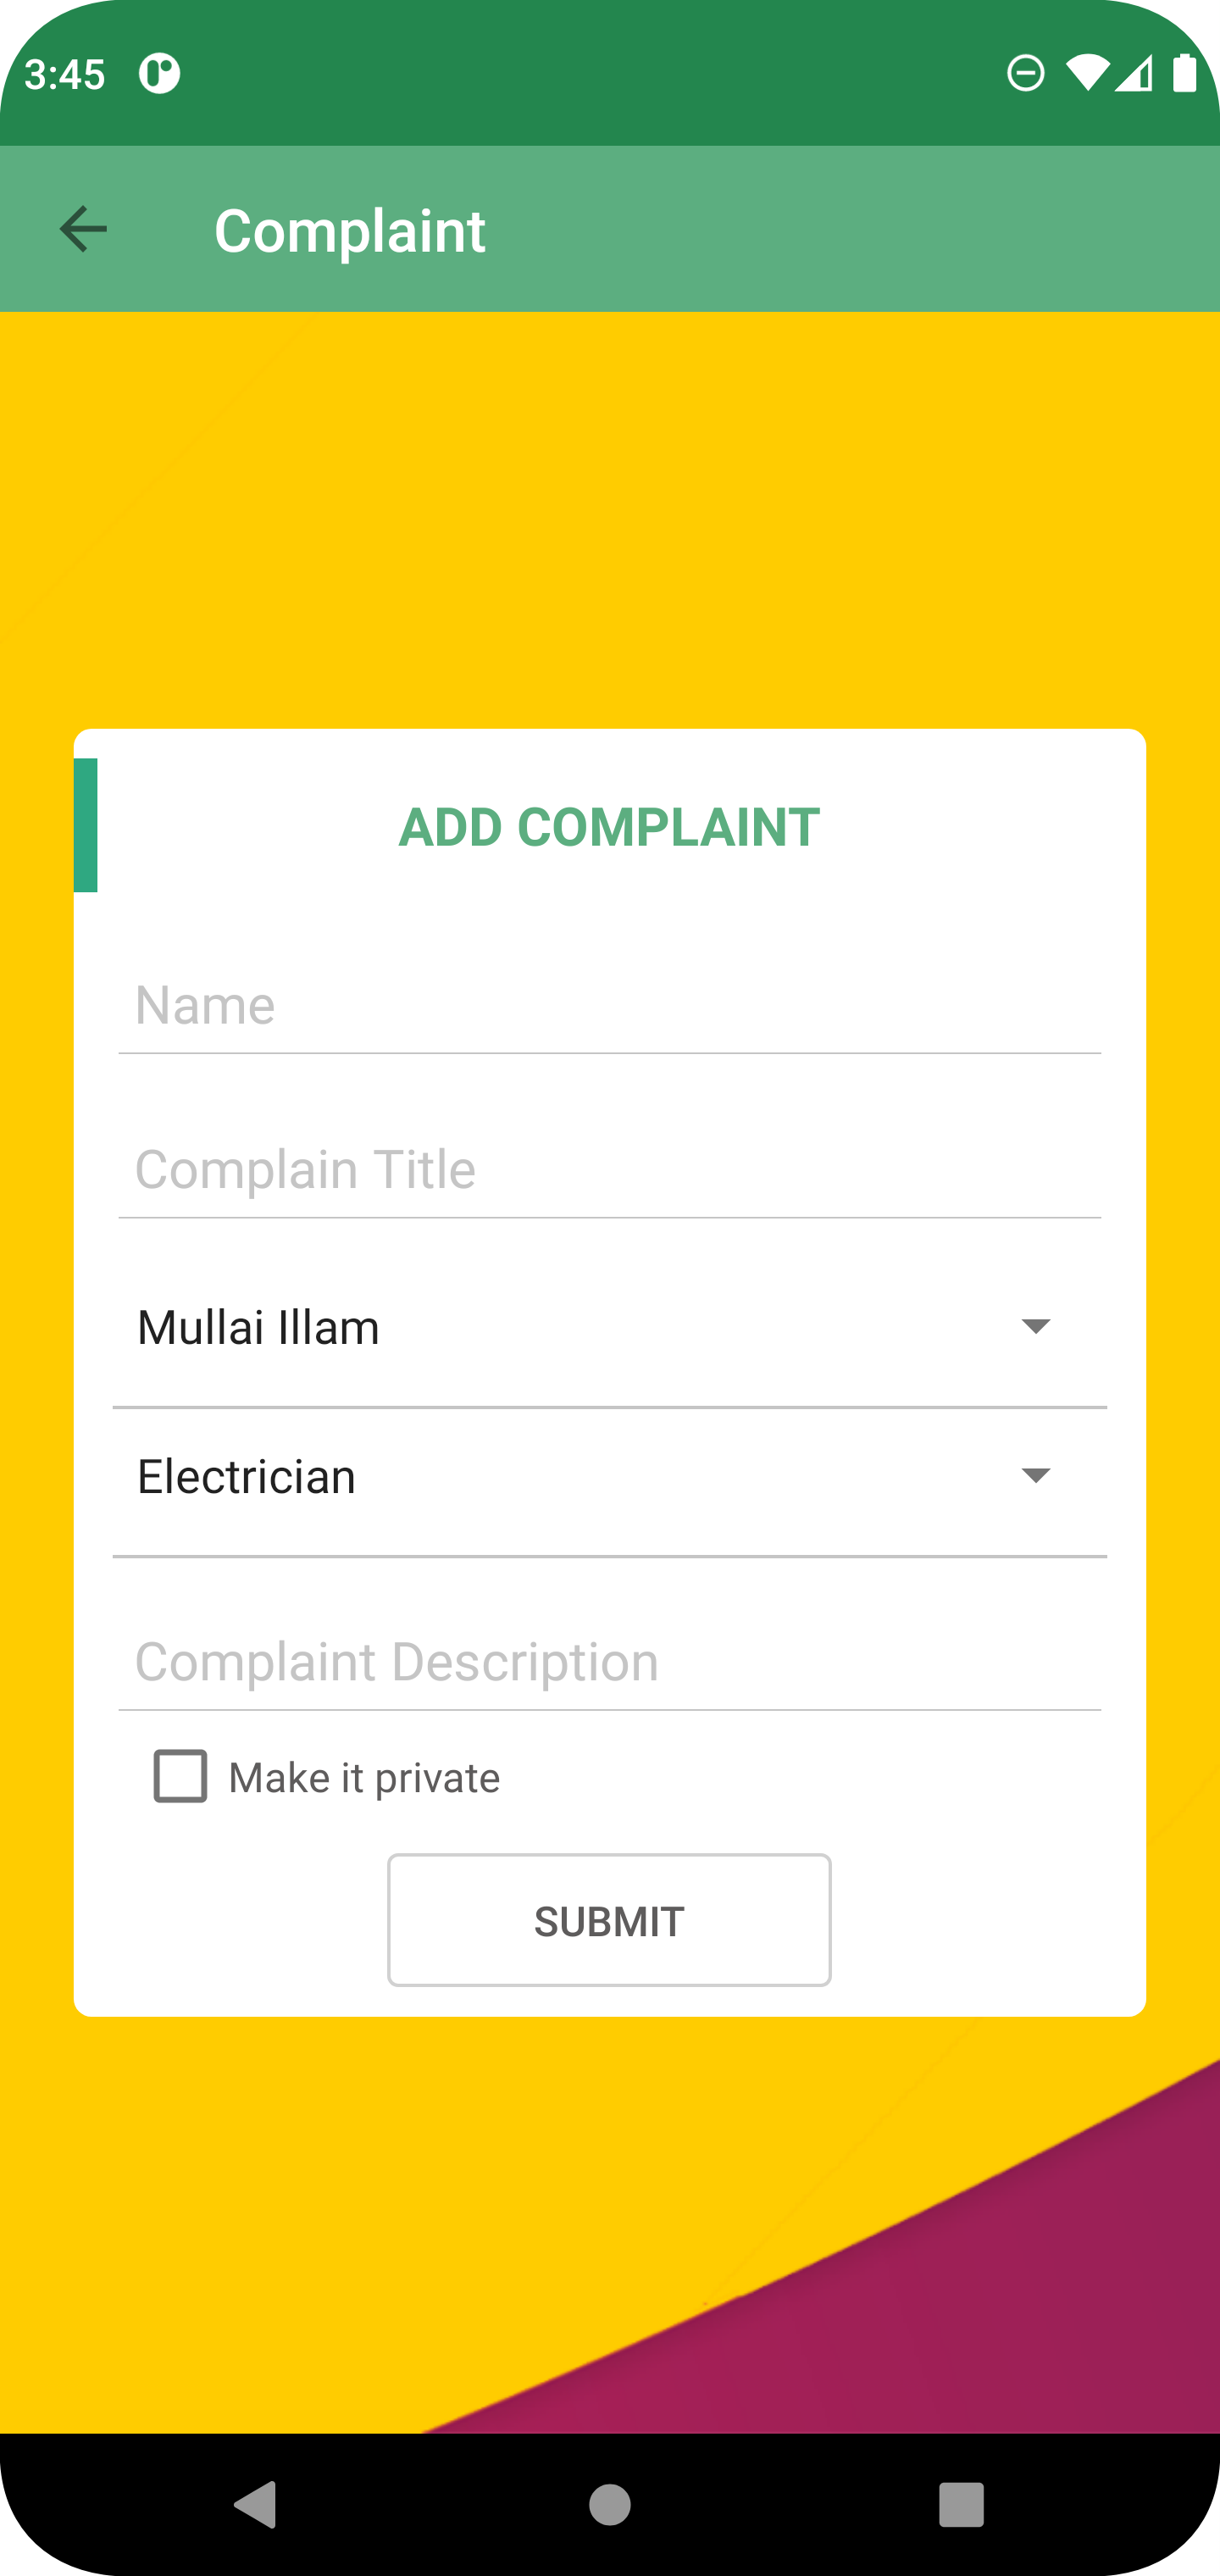 3:45
Complaint
ADD COMPLAINT
Name
Complain Title
Mullai Illam
Electrician
Complaint Description
Make it private
SUBMIT